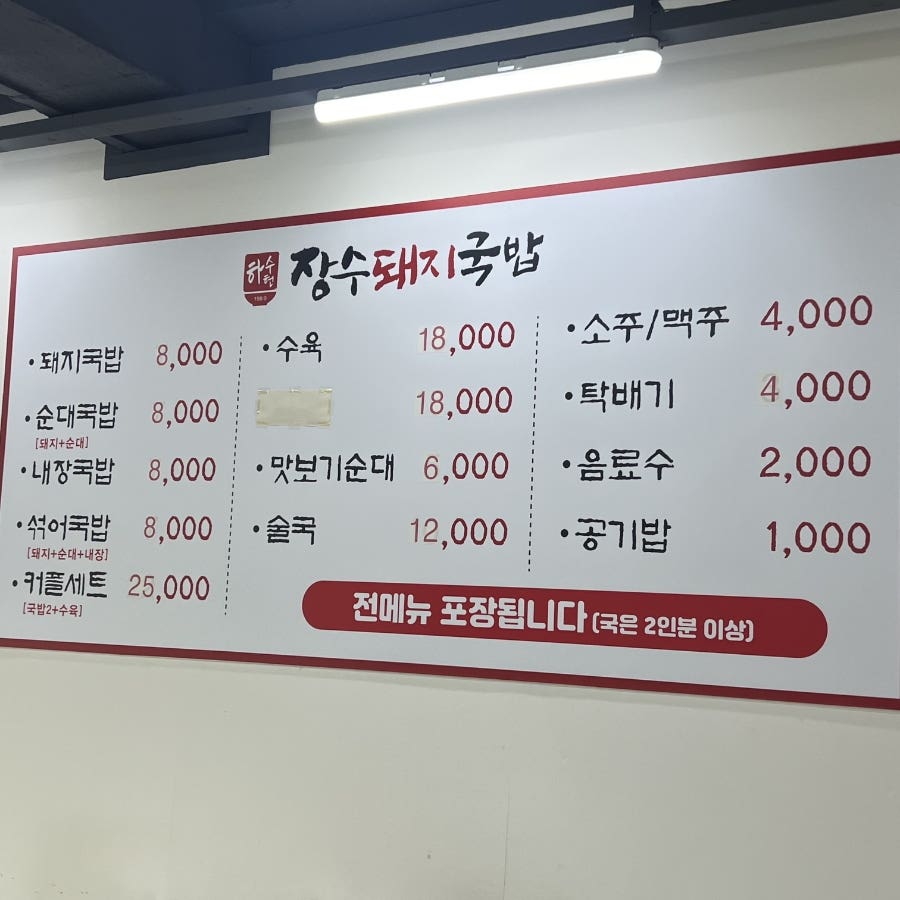 하수현
장수돼지국밥
·돼지국밥 8,000
·순대국밥 8,000
[돼지+순대]
·내장국밥 8,000
·섞어국밥 8,000
[돼지+순대+내장]
·커플세트 25,000
[국밥2+수육]
·수육 18,000
18,000
·맛보기순대 6,000
·술국 12,000
·소주/맥주 4,000
·탁배기 4,000
·음료수 2,000
·공기밥 1,000
전메뉴 포장됩니다 (국은 2인분 이상)